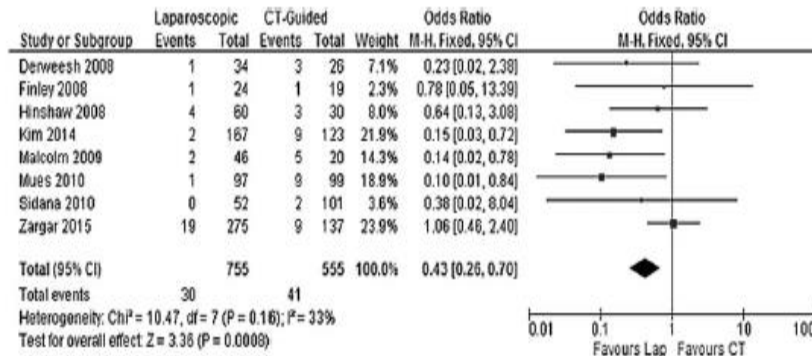 Laparoscopic CT-Guided Odds Ratio Odds Ratio
Study or Subgroup Events Total Events Total Weight M-H, Fixed, 95% CI M-H, Fixed, 95% CI
Derweesh 2008 1 34 3 26 7.1% 0.23 [0.02, 2.38]
Finley 2008 1 24 1 19 2.3% 0.78 [0.05, 13.39]
Hinshaw 2008 4 60 3 30 8.0% 0.64 [0.13, 3.08]
Kim 2014 2 167 9 123 21.9% 0.15 [0.03, 0.72]
Malcolm 2009 2 46 5 20 14.3% 0.14 [0.02, 0.78]
Mues 2010 1 97 9 99 18.9% 0.10 [0.01, 0.84]
Sidana 2010 0 52 2 101 3.6% 0.38 [0.02, 8.04]
Zargar 2015 19 275 9 137 23.9% 1.06 [0.46, 2.40]
Total (95% CI) 755 555 100.0% 0.43 [0.26, 0.70]
Total events 30 41
Heterogeneity: Chi² = 10.47, df = 7 (P = 0.16); I² = 33%
Test for overall effect: Z = 3.36 (P = 0.0008)
0.01 0.1 1 10 100
Favours Lap Favours CT